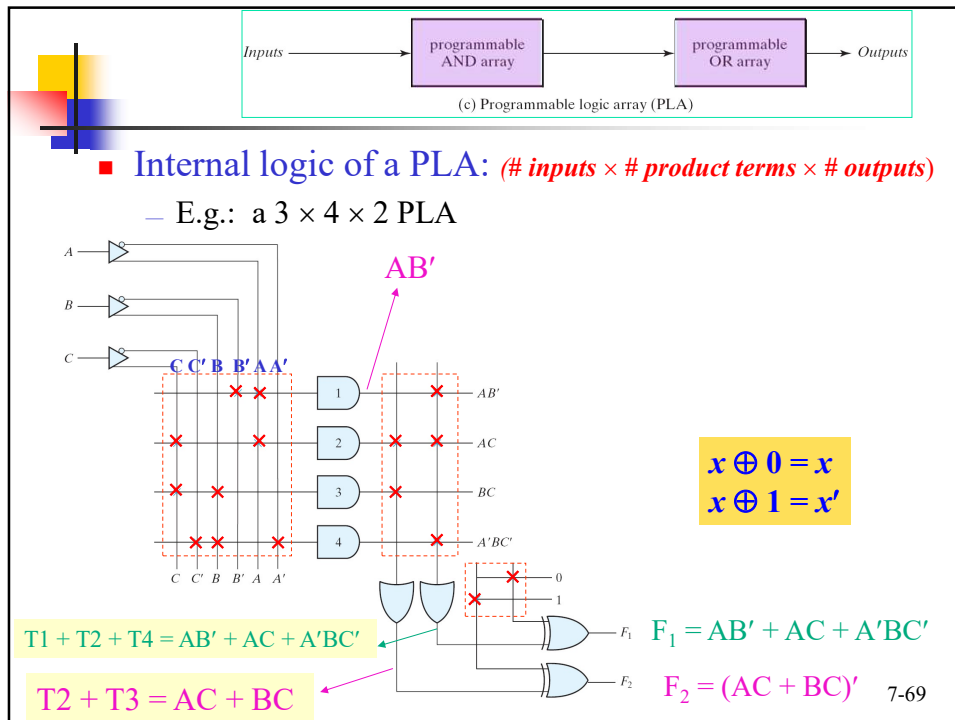 Inputs
programmable
AND array
programmable
OR array
Outputs
(c) Programmable logic array (PLA)
Internal logic of a PLA: (# inputs × # product terms × # outputs)
— E.g.: a 3 × 4 × 2 PLA
A
B
C
AB′
C C′ B B′ A A′
1
AB′
2
AC
3
BC
4
A′BC′
C C′ B B′ A A′
x ⊕ 0 = x
x ⊕ 1 = x′
0
1
T1 + T2 + T4 = AB′ + AC + A′BC′
F₁
F₁ = AB′ + AC + A′BC′
T2 + T3 = AC + BC
F₂
F₂ = (AC + BC)′
7-69